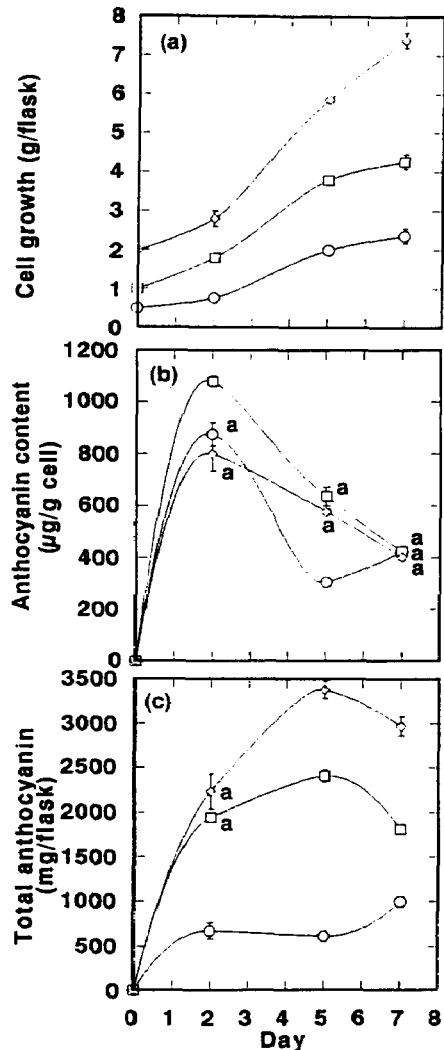 (a)
Cell growth (g/flask)
8
7
6
5
4
3
2
1
0
(b)
Anthocyanin content
(µg/g cell)
1200
1000
800
600
400
200
0
a
a
a
a
a
a
a
(c)
Total anthocyanin
(mg/flask)
3500
3000
2500
2000
1500
1000
500
0
a
a
0 1 2 3 4 5 6 7 8
Day